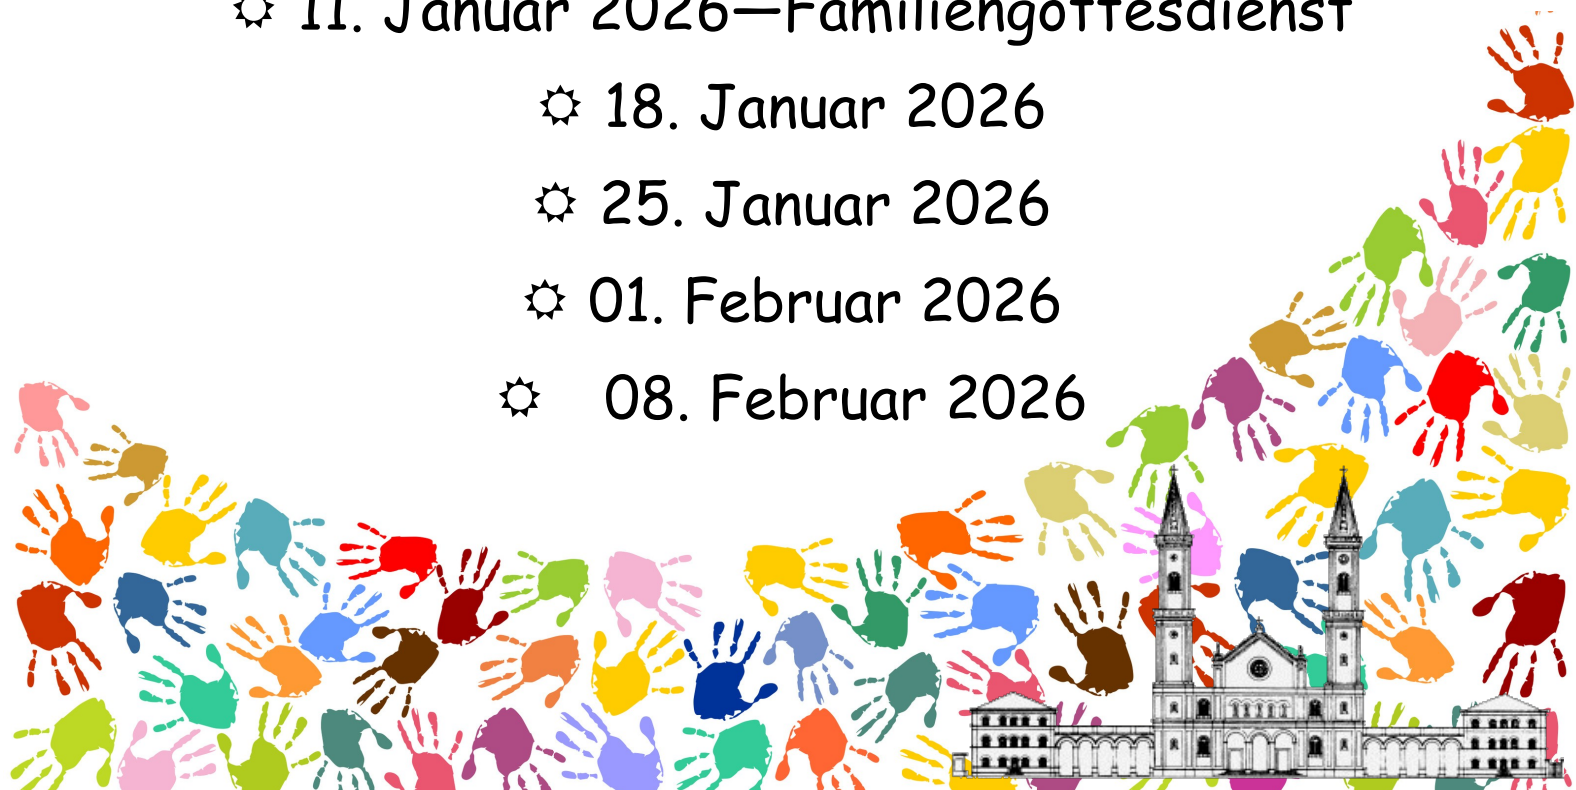 ☼ 11. Januar 2026—Familiengottesdienst
☼ 18. Januar 2026
☼ 25. Januar 2026
☼ 01. Februar 2026
☼ 08. Februar 2026